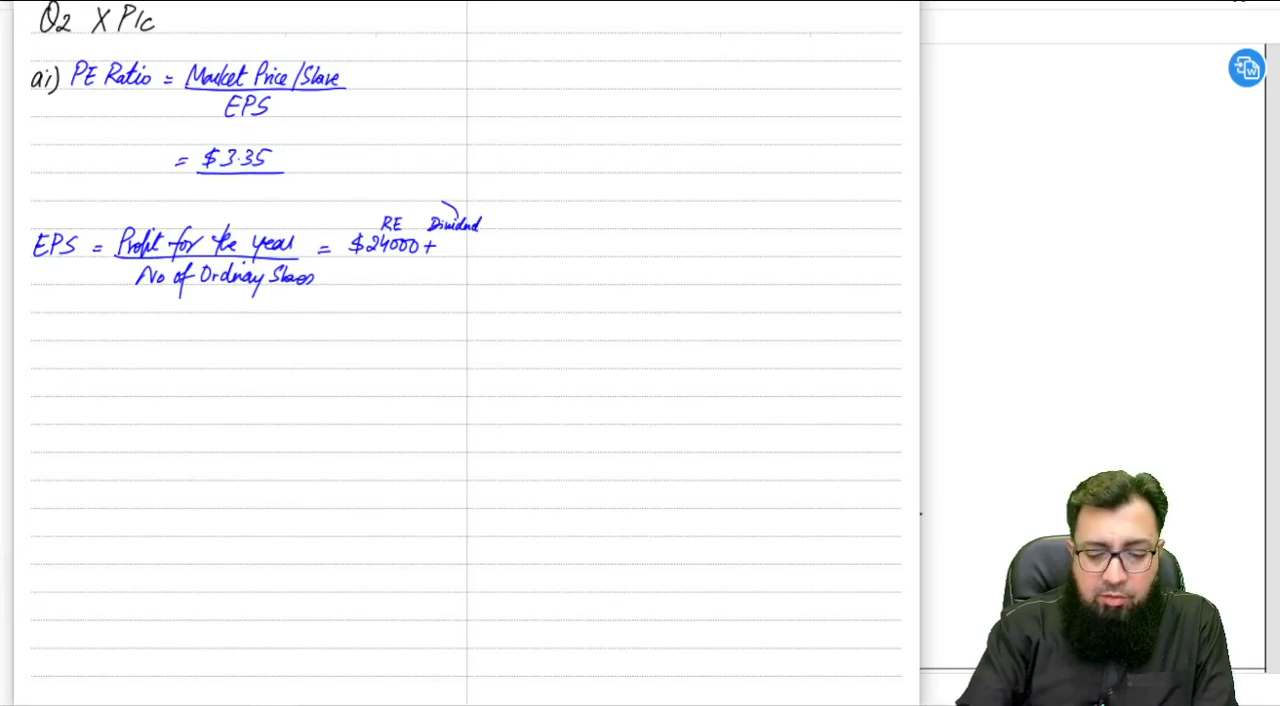 Q2 X Plc
ai) PE Ratio = Market Price/Share
EPS
= $3.35
RE Dividend
EPS = Profit for the year = $24000 +
No of Ordinary Shares
W